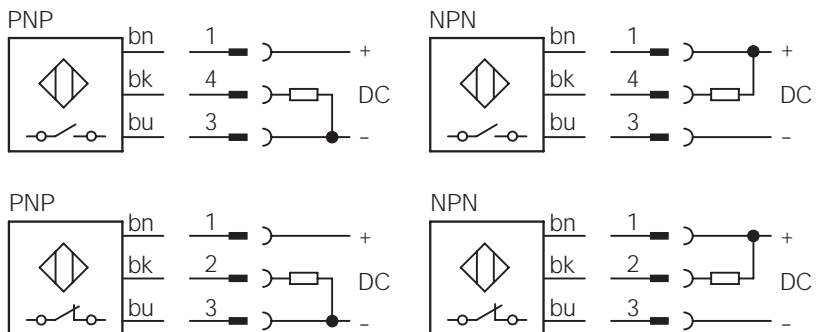 PNP
bn 1 +
bk 4 DC
bu 3 –
NPN
bn 1 +
bk 4 DC
bu 3 –
PNP
bn 1 +
bk 2 DC
bu 3 –
NPN
bn 1 +
bk 2 DC
bu 3 –